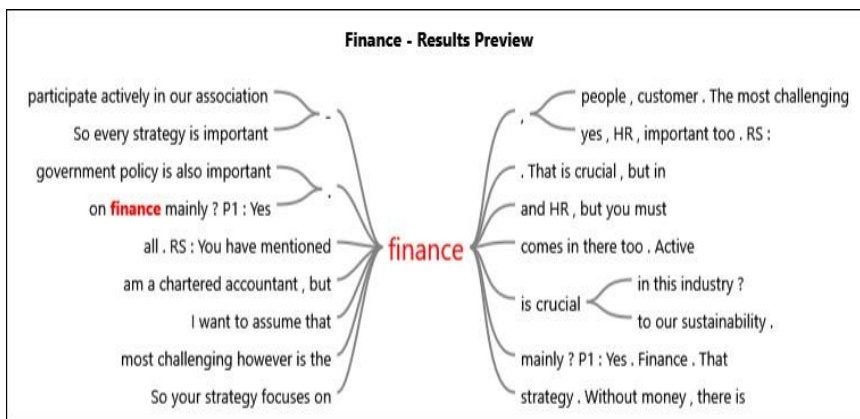 Finance - Results Preview
participate actively in our association
So every strategy is important
-
government policy is also important
on finance mainly ? P1 : Yes
.
all . RS : You have mentioned
am a chartered accountant , but
I want to assume that
most challenging however is the
So your strategy focuses on
finance
,
people , customer . The most challenging
yes , HR , important too . RS :
. That is crucial , but in
and HR , but you must
comes in there too . Active
is crucial
in this industry ?
to our sustainability .
mainly ? P1 : Yes . Finance . That
strategy . Without money , there is